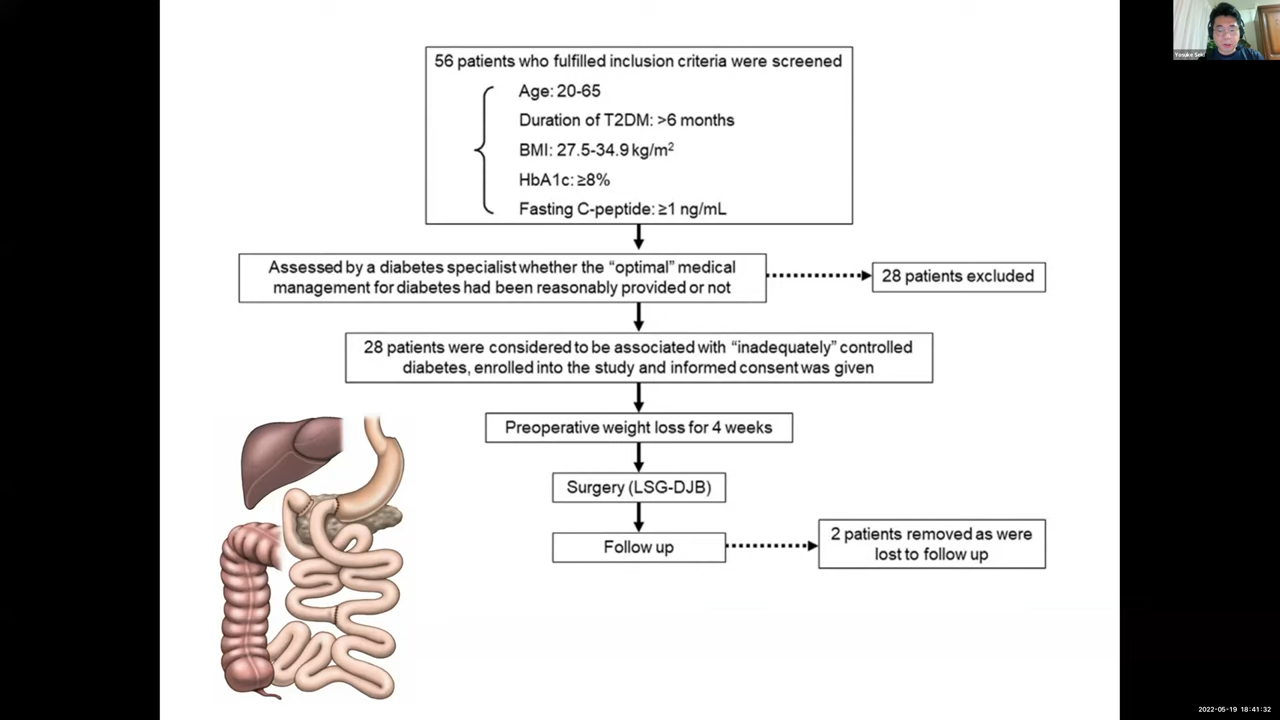 56 patients who fulfilled inclusion criteria were screened
Age: 20-65
Duration of T2DM: >6 months
BMI: 27.5-34.9 kg/m²
HbA1c: ≥8%
Fasting C-peptide: ≥1 ng/mL
Assessed by a diabetes specialist whether the “optimal” medical
management for diabetes had been reasonably provided or not
28 patients excluded
28 patients were considered to be associated with “inadequately” controlled
diabetes, enrolled into the study and informed consent was given
Preoperative weight loss for 4 weeks
Surgery (LSG-DJB)
Follow up
2 patients removed as were
lost to follow up
Yosuke Seki
2022-05-19 18:41:32